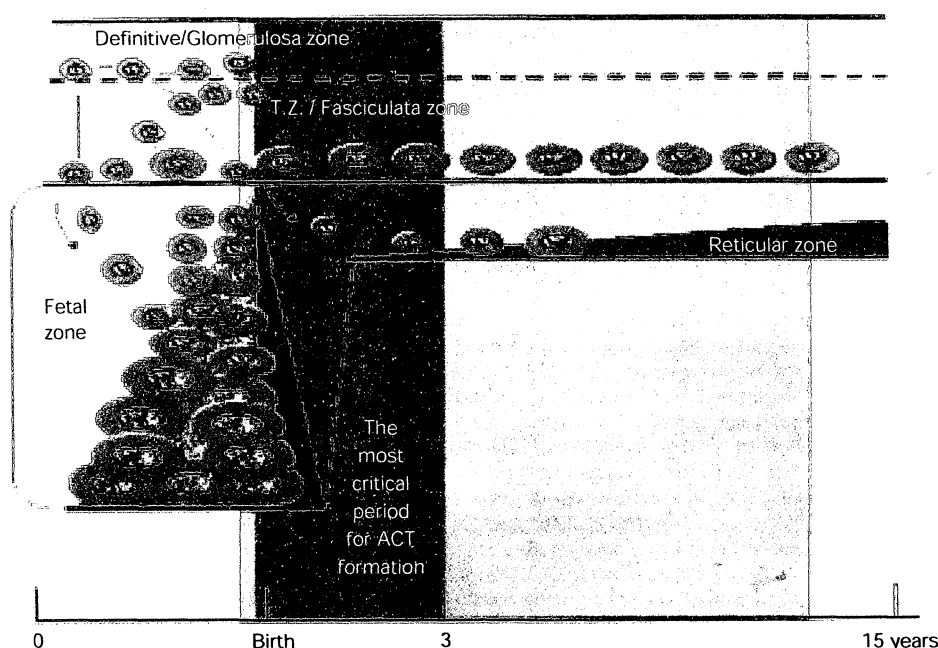 Definitive/Glomerulosa zone
T.Z. / Fasciculata zone
Reticular zone
Fetal
zone
The
most
critical
period
for ACT
formation
0
Birth
3
15 years